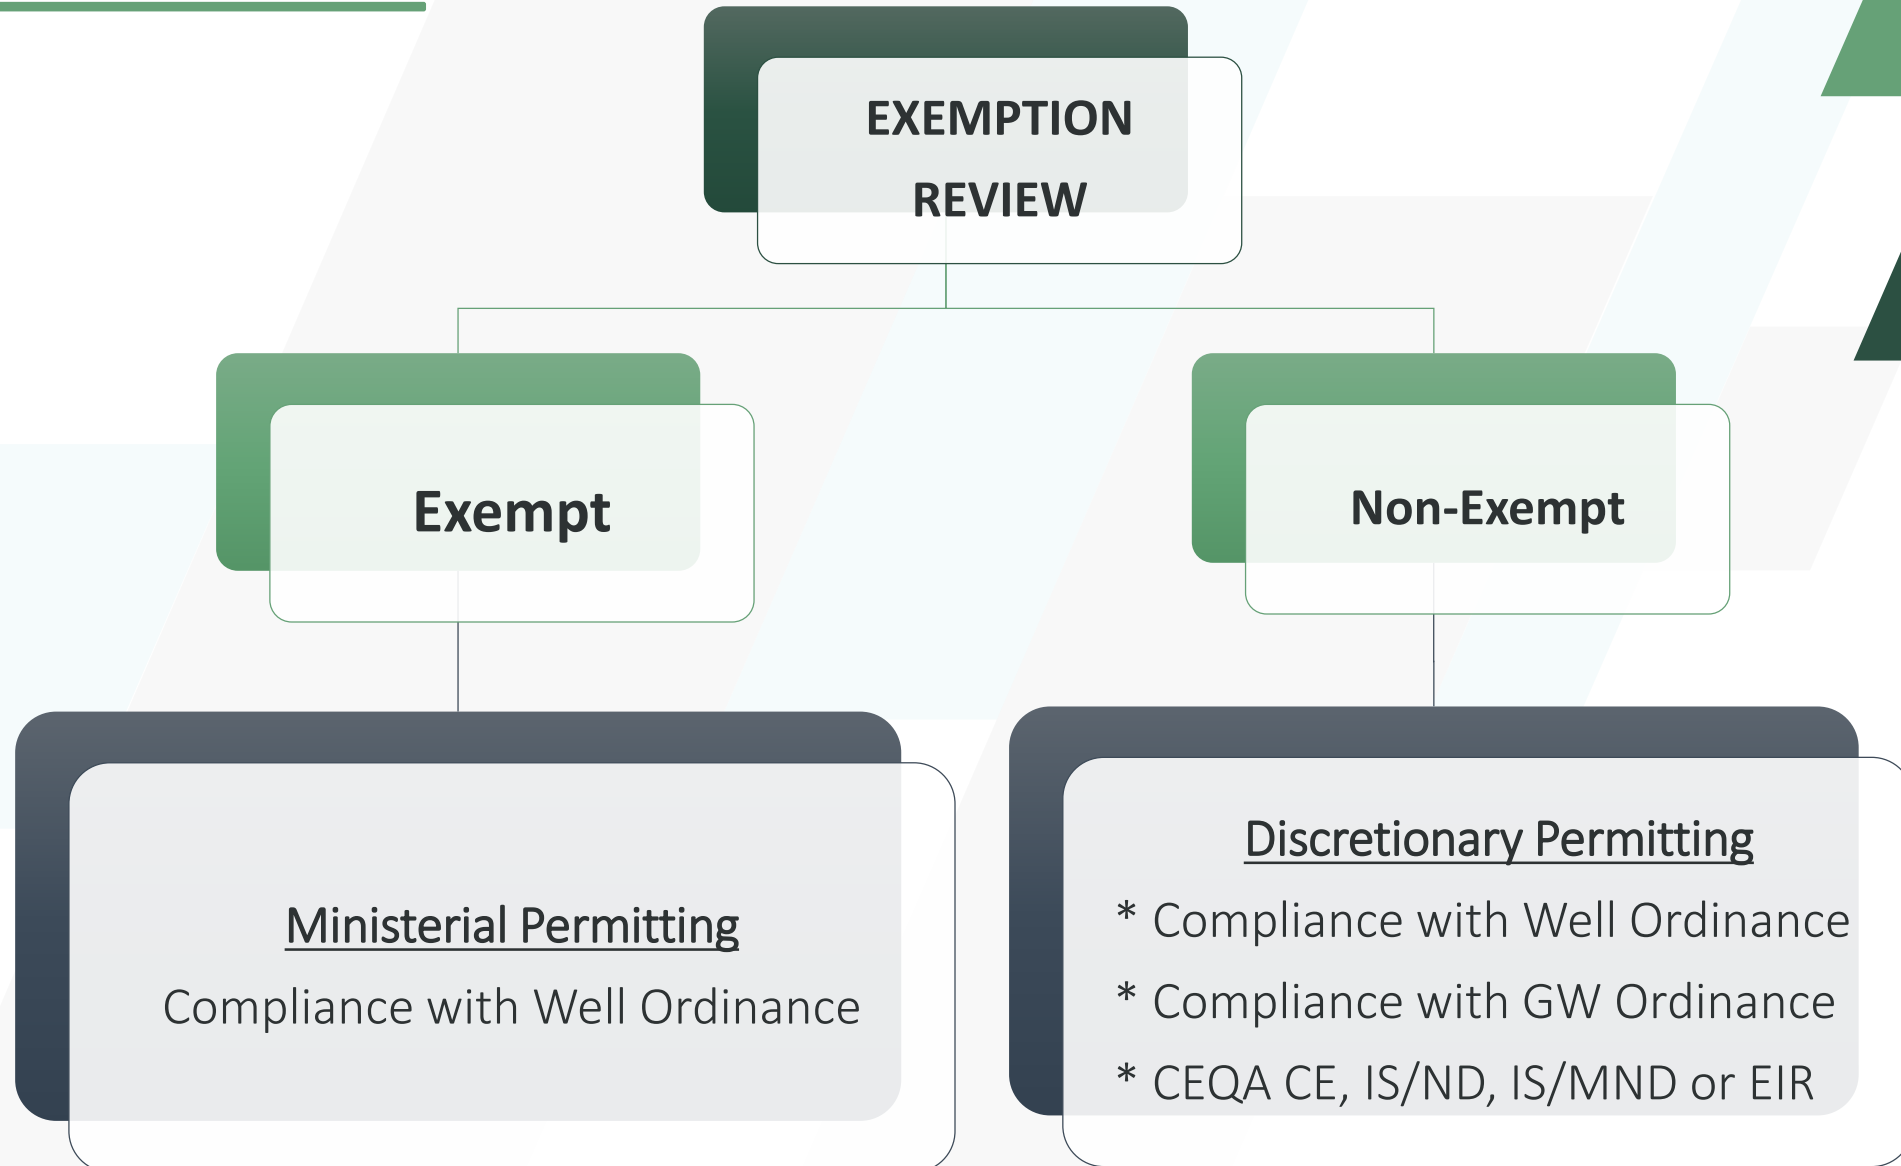 EXEMPTION
REVIEW
Exempt
Non-Exempt
Ministerial Permitting
Compliance with Well Ordinance
Discretionary Permitting
* Compliance with Well Ordinance
* Compliance with GW Ordinance
* CEQA CE, IS/ND, IS/MND or EIR